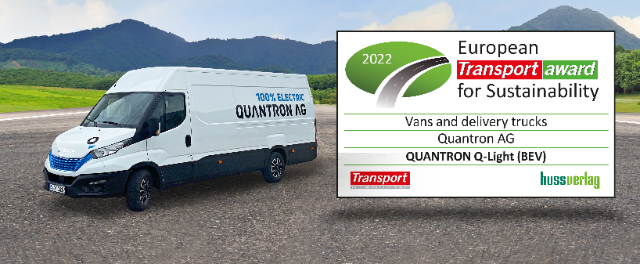 100% ELECTRIC
QUANTRON AG
2022
European
Transport award
for Sustainability
Vans and delivery trucks
Quantron AG
QUANTRON Q-Light (BEV)
Transport
hussverlag